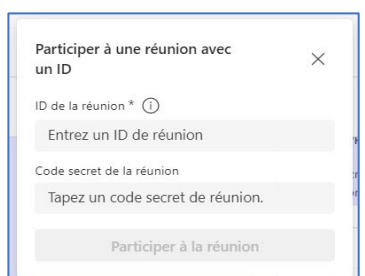 Participer à une réunion avec
un ID
ID de la réunion *
Entrez un ID de réunion
Code secret de la réunion
Tapez un code secret de réunion.
Participer à la réunion